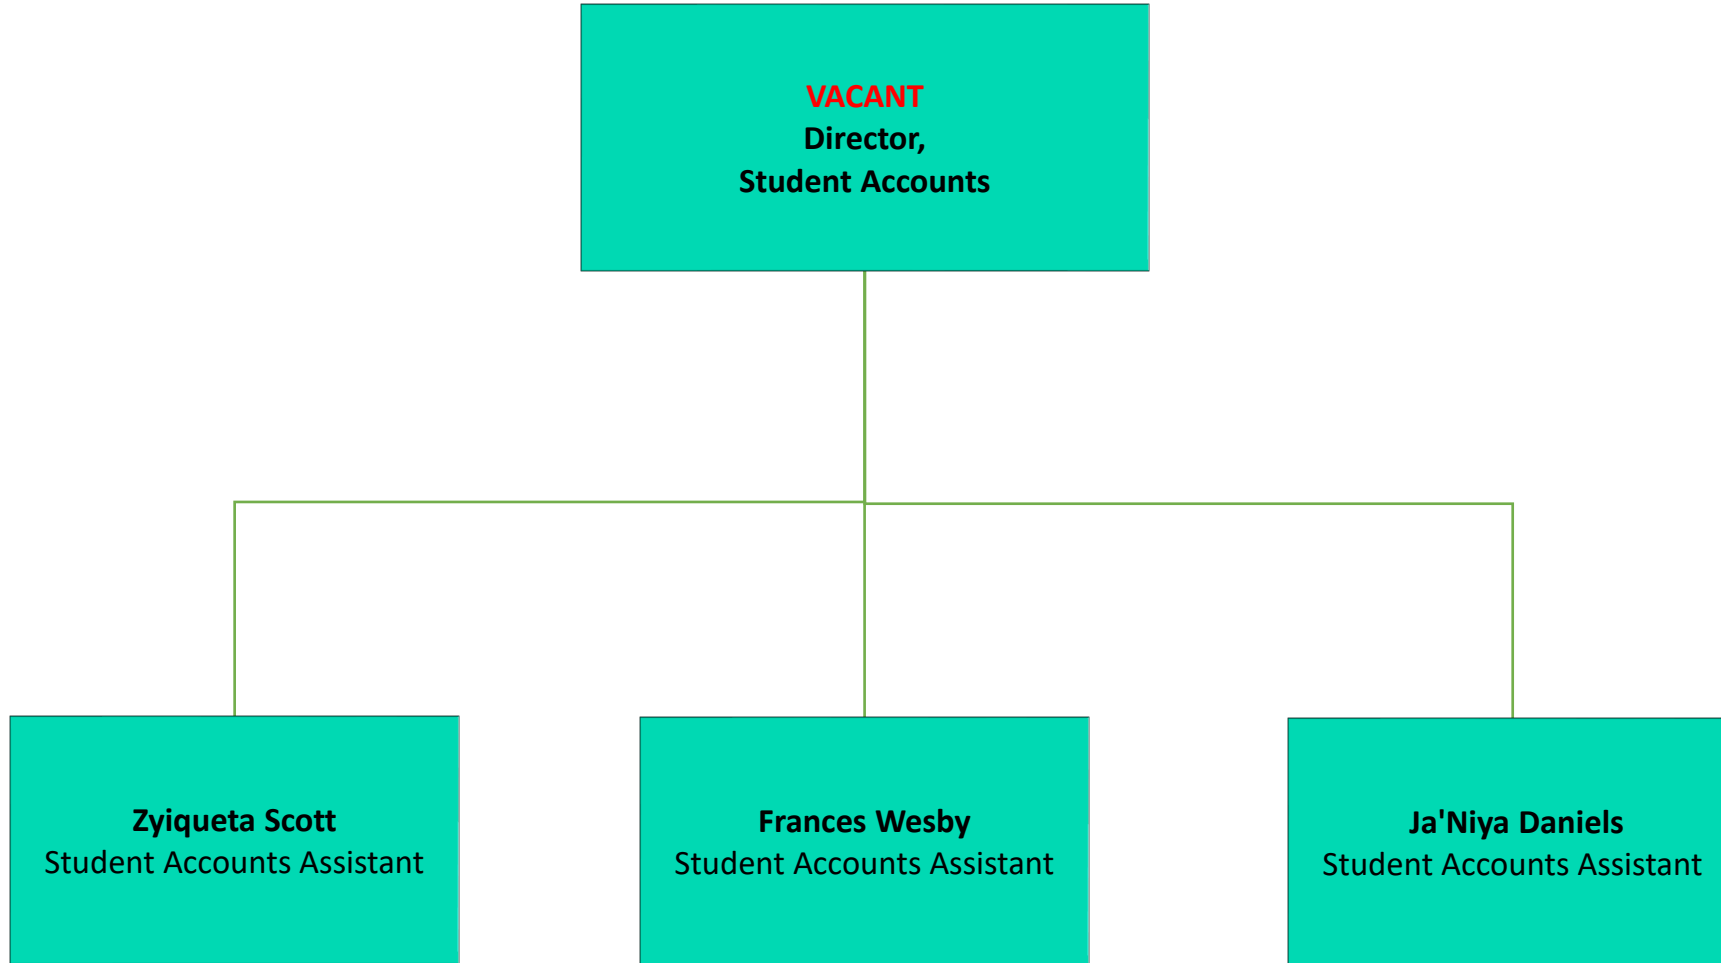 VACANT
Director,
Student Accounts
Zyiqueta Scott
Student Accounts Assistant
Frances Wesby
Student Accounts Assistant
Ja'Niya Daniels
Student Accounts Assistant